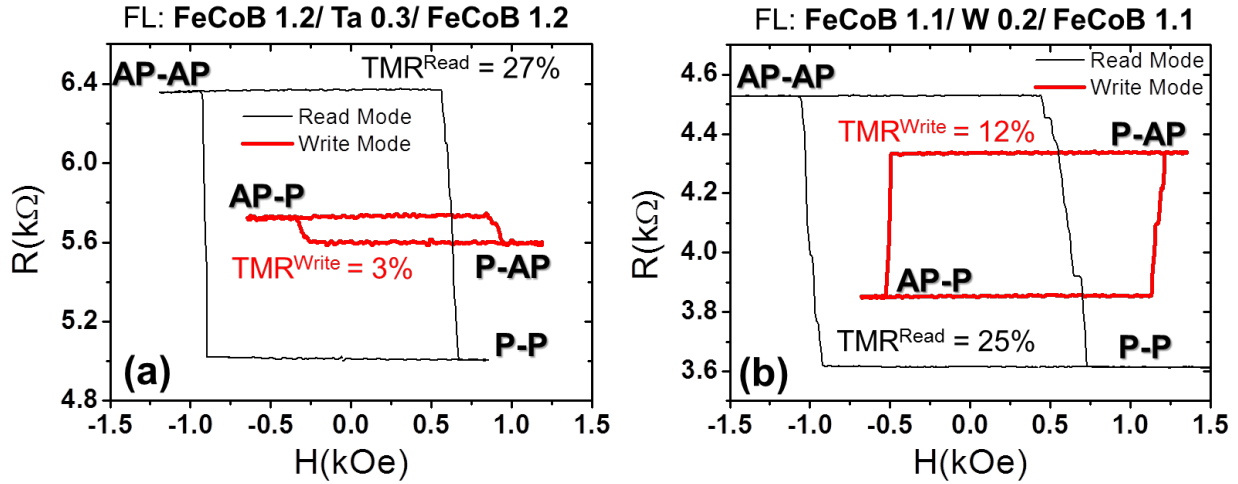 FL: FeCoB 1.2/ Ta 0.3/ FeCoB 1.2
AP-AP
TMR^Read = 27%
Read Mode
Write Mode
AP-P
TMR^Write = 3%
P-AP
P-P
(a)
R(kΩ)
6.4
6.0
5.6
5.2
4.8
-1.5 -1.0 -0.5 0.0 0.5 1.0 1.5
H(kOe)
FL: FeCoB 1.1/ W 0.2/ FeCoB 1.1
AP-AP
Read Mode
Write Mode
TMR^Write = 12%
P-AP
AP-P
TMR^Read = 25%
P-P
(b)
R(kΩ)
4.6
4.4
4.2
4.0
3.8
3.6
-1.5 -1.0 -0.5 0.0 0.5 1.0 1.5
H(kOe)